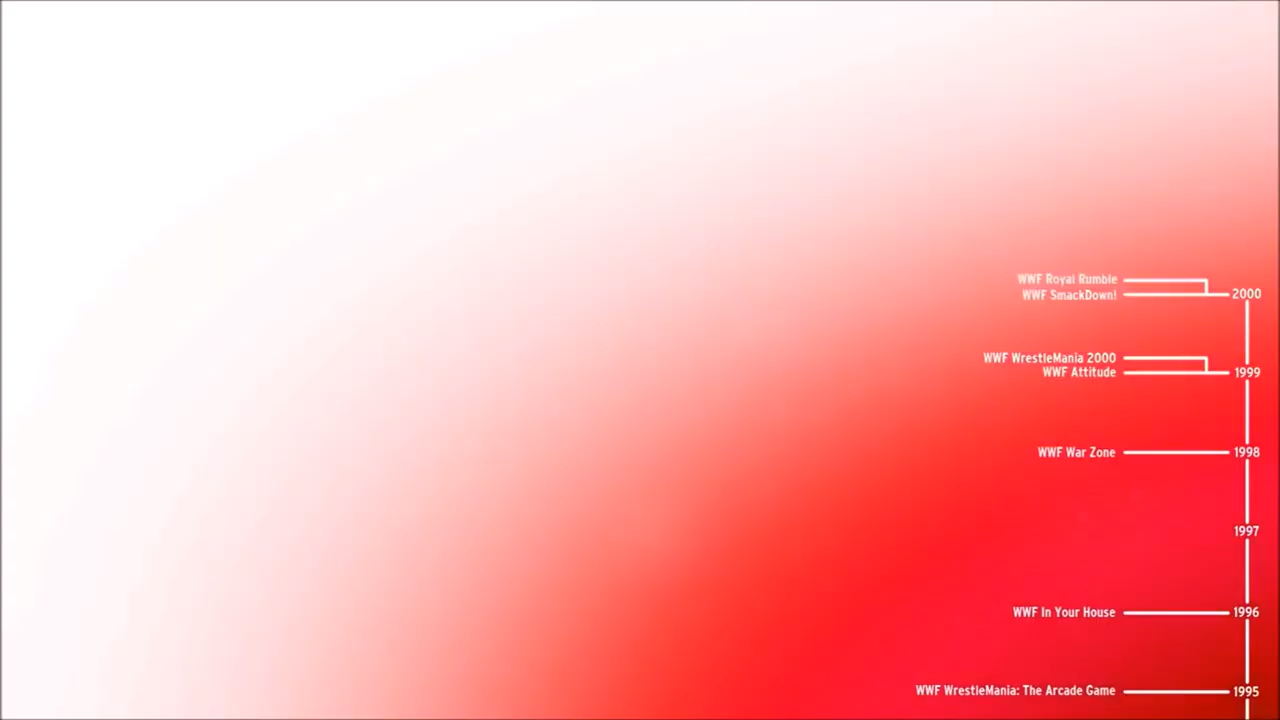 WWF Royal Rumble
WWF SmackDown!
2000
WWF WrestleMania 2000
WWF Attitude
1999
WWF War Zone
1998
1997
WWF In Your House
1996
WWF WrestleMania: The Arcade Game
1995